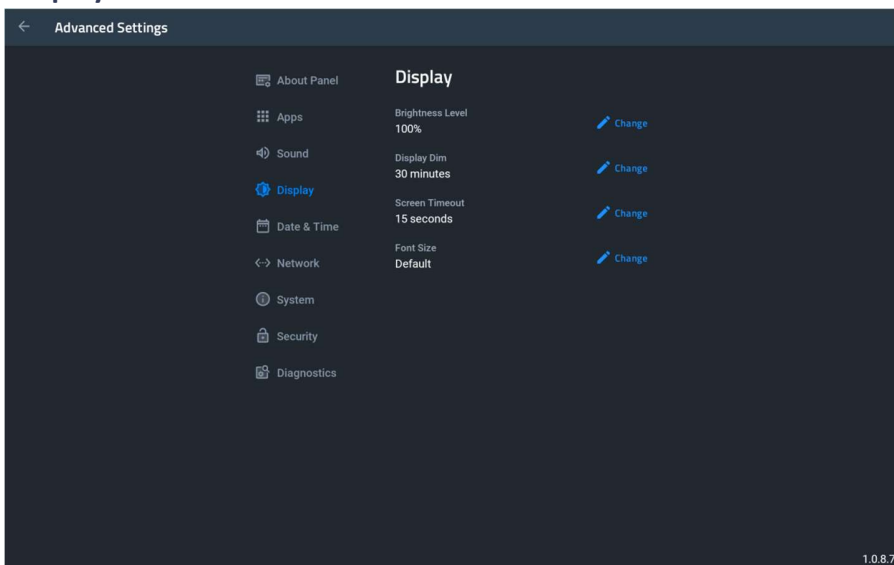 Advanced Settings
About Panel
Apps
Sound
Display
Date & Time
Network
System
Security
Diagnostics
Display
Brightness Level
100%
Change
Display Dim
30 minutes
Change
Screen Timeout
15 seconds
Change
Font Size
Default
Change
1.0.8.7